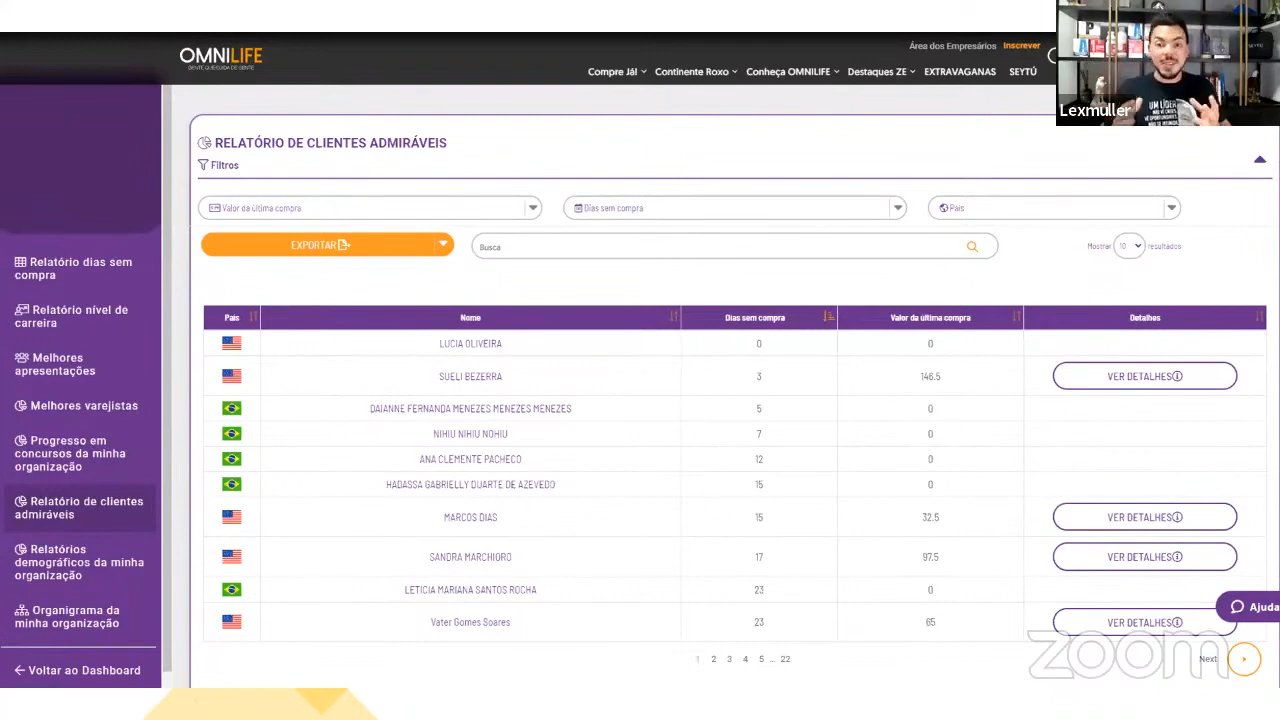 OMNILIFE
GENTE QUE CUIDA DE GENTE
Área dos Empresários Inscrever
Compre Já! Continente Roxo Conheça OMNILIFE Destaques ZE EXTRAVAGANAS SEYTÚ
UM LÍDER
Lexmuller
RELATÓRIO DE CLIENTES ADMIRÁVEIS
Filtros
Valor da última compra Dias sem compra País
EXPORTAR Busca Mostrar 10 resultados
Relatório dias sem
compra
Relatório nível de
carreira
Melhores
apresentações
Melhores varejistas
Progresso em
concursos da minha
organização
Relatório de clientes
admiráveis
Relatórios
demográficos da minha
organização
Organigrama da
minha organização
Voltar ao Dashboard
País Nome Dias sem compra Valor da última compra Detalhes
LUCIA OLIVEIRA 0 0
SUELI BEZERRA 3 146.5 VER DETALHES
DAIANNE FERNANDA MENEZES MENEZES MENEZES 5 0
NIHIU NIHIU NOHIU 7 0
ANA CLEMENTE PACHECO 12 0
HADASSA GABRIELLY DUARTE DE AZEVEDO 15 0
MARCOS DIAS 15 32.5 VER DETALHES
SANDRA MARCHIORO 17 97.5 VER DETALHES
LETICIA MARIANA SANTOS ROCHA 23 0
Vater Gomes Soares 23 65 VER DETALHES
Ajuda
1 2 3 4 5 ... 22 Next
zoom